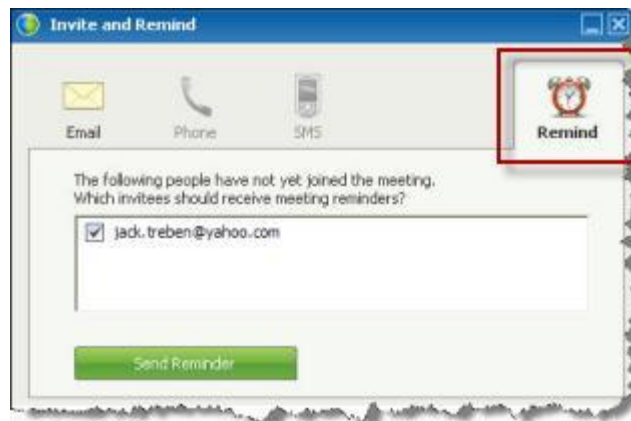 Invite and Remind
Email
Phone
SMS
Remind
The following people have not yet joined the meeting.
Which invitees should receive meeting reminders?
jack.treben@yahoo.com
Send Reminder